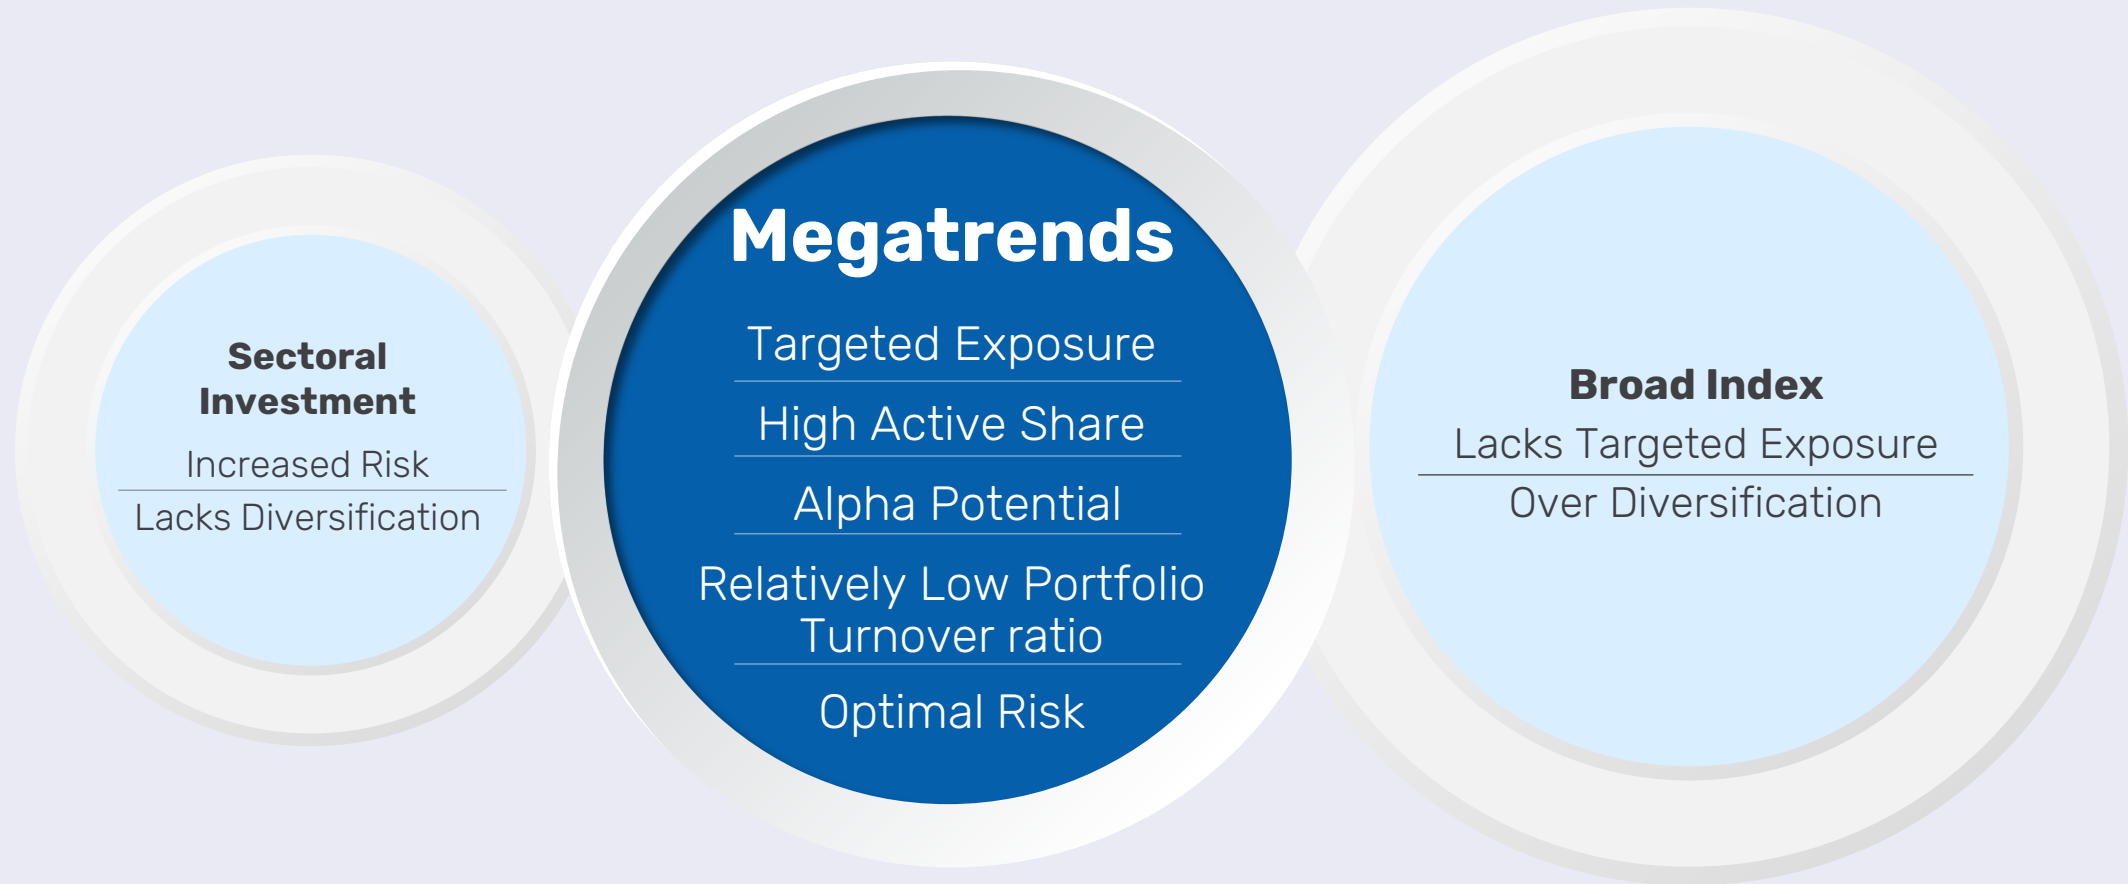 Sectoral
Investment
Increased Risk
Lacks Diversification
Megatrends
Targeted Exposure
High Active Share
Alpha Potential
Relatively Low Portfolio
Turnover ratio
Optimal Risk
Broad Index
Lacks Targeted Exposure
Over Diversification